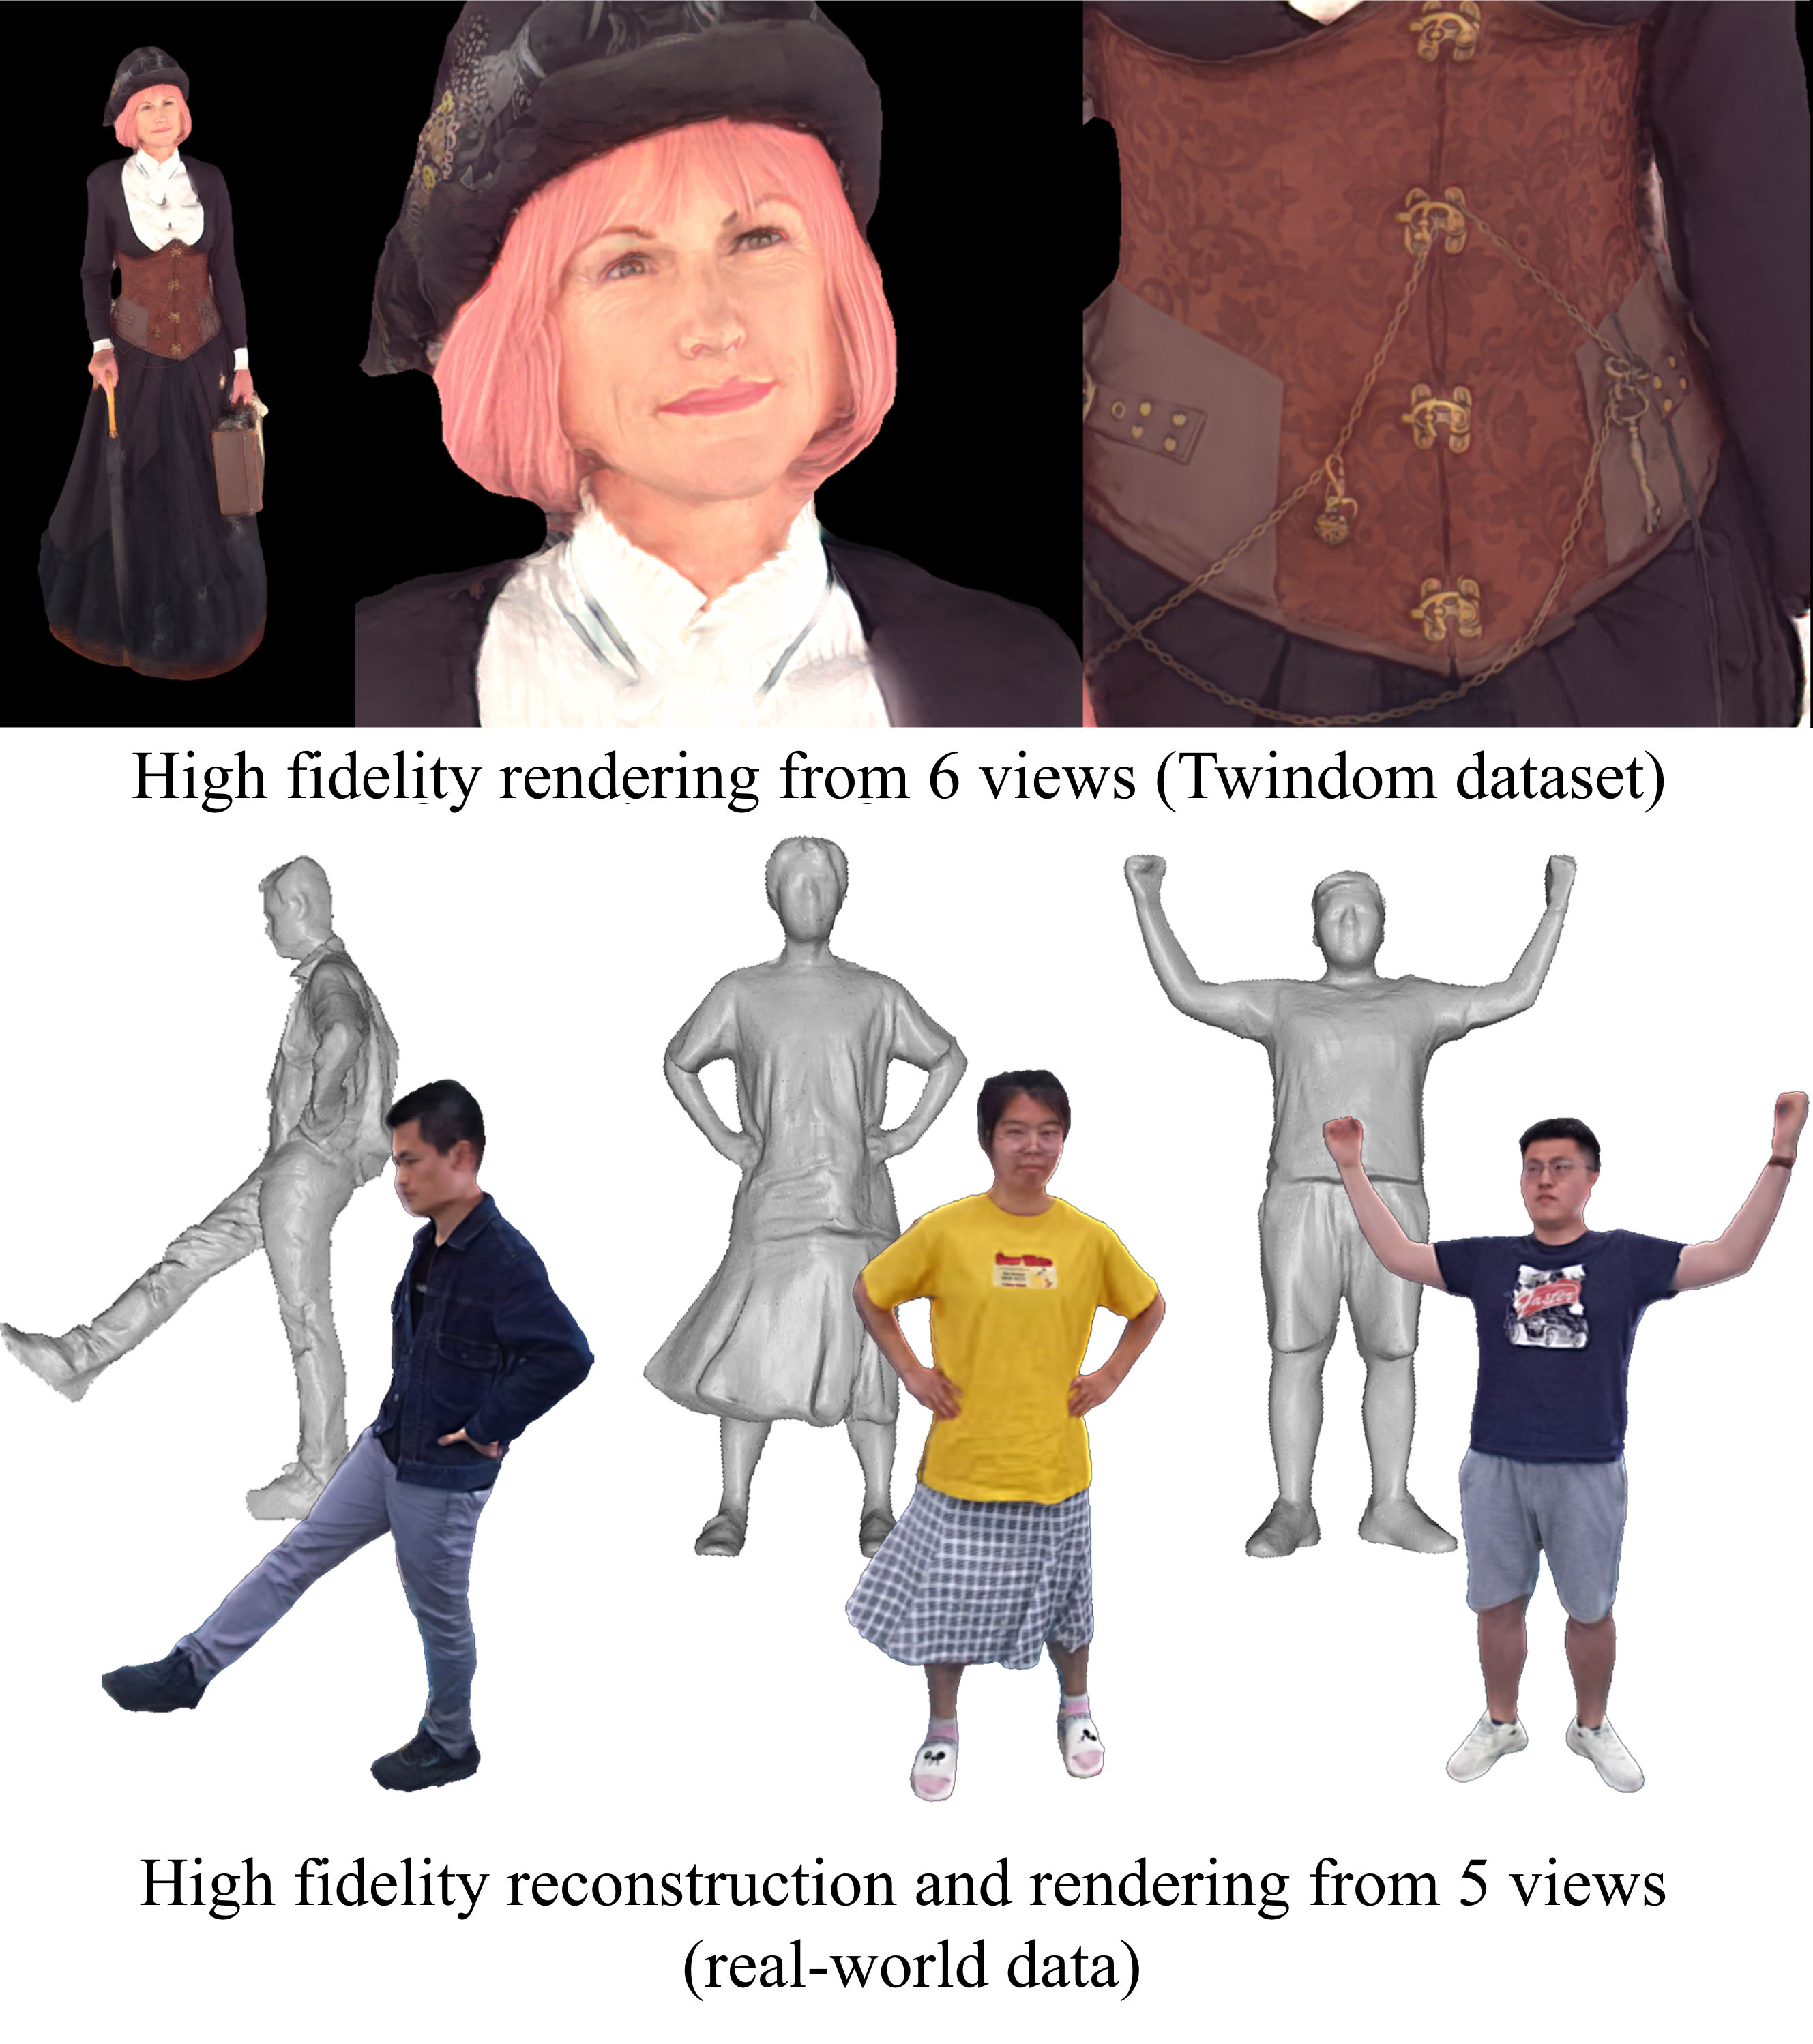 High fidelity rendering from 6 views (Twindom dataset)
Faster
High fidelity reconstruction and rendering from 5 views
(real-world data)